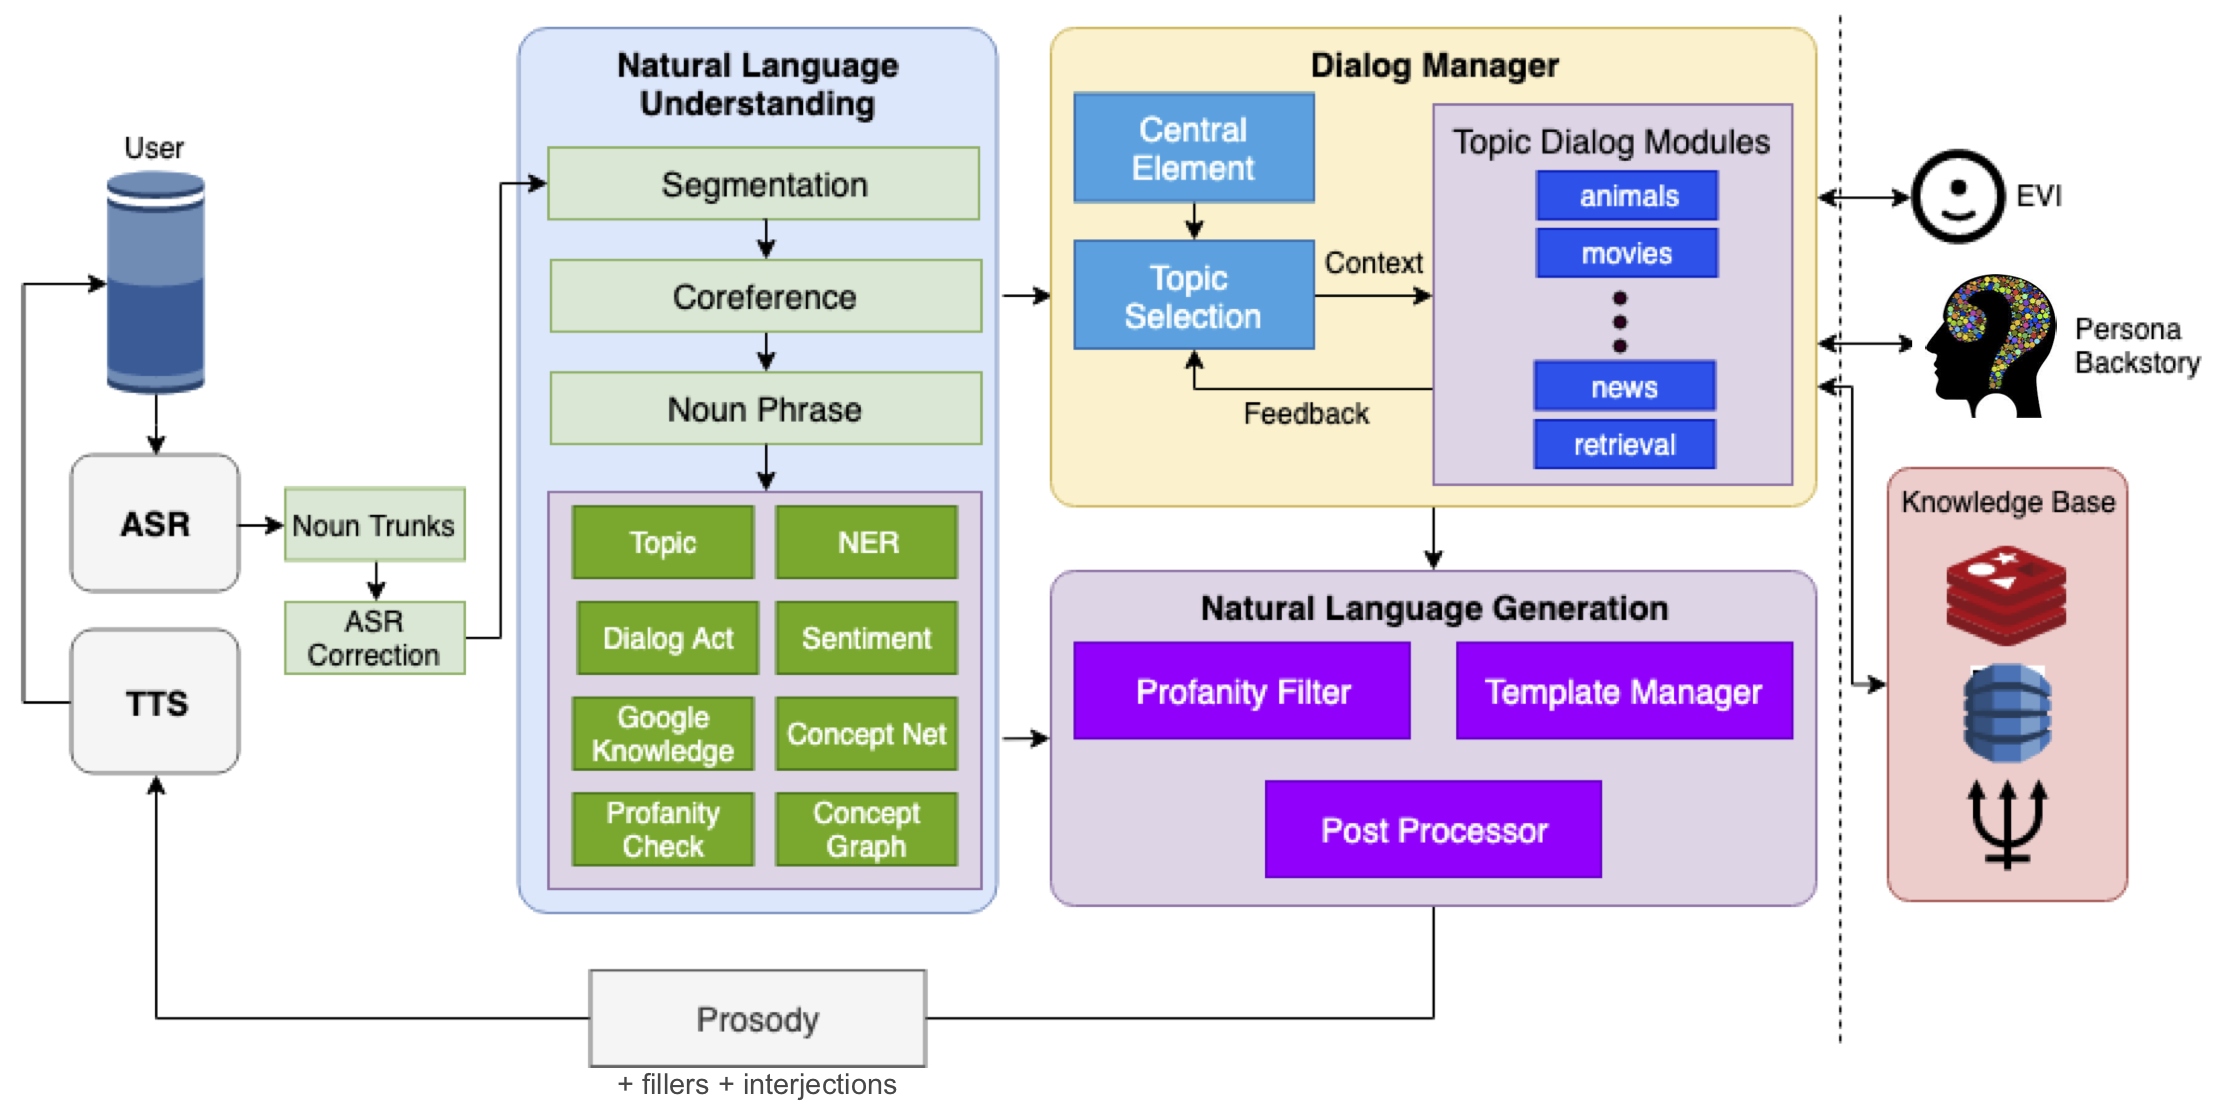 User
ASR
TTS
Noun Trunks
ASR
Correction
Natural Language
Understanding
Segmentation
Coreference
Noun Phrase
Topic
NER
Dialog Act
Sentiment
Google
Knowledge
Concept Net
Profanity
Check
Concept
Graph
Dialog Manager
Central
Element
Topic
Selection
Context
Feedback
Topic Dialog Modules
animals
movies
news
retrieval
Natural Language Generation
Profanity Filter
Template Manager
Post Processor
Prosody
+ fillers + interjections
EVI
Persona
Backstory
Knowledge Base